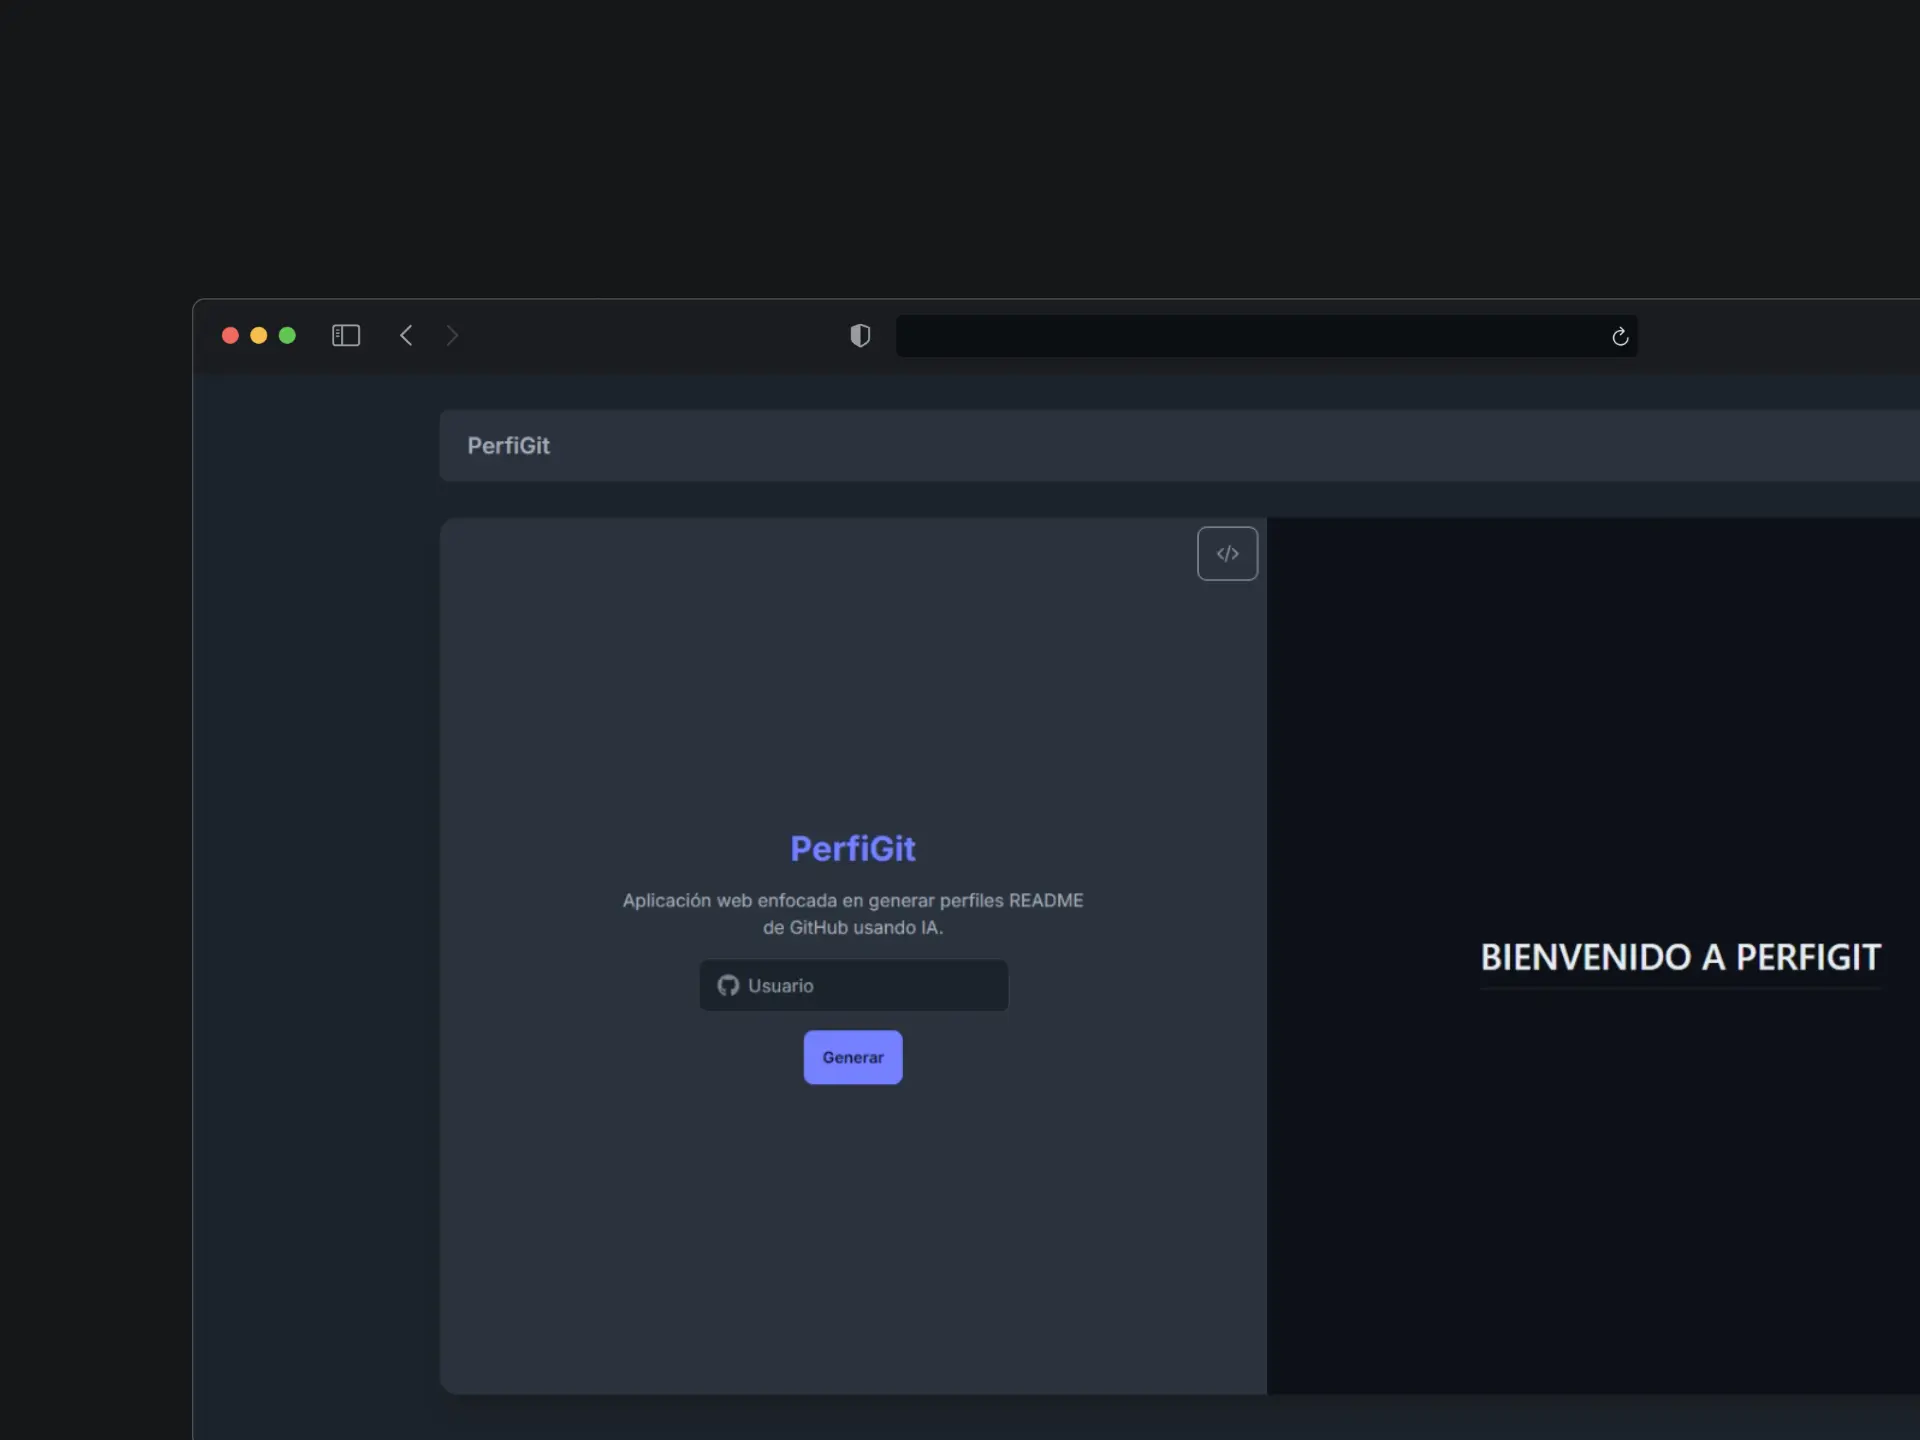 PerfiGit
</>
PerfiGit
Aplicación web enfocada en generar perfiles README
de GitHub usando IA.
Usuario
Generar
BIENVENIDO A PERFIGIT